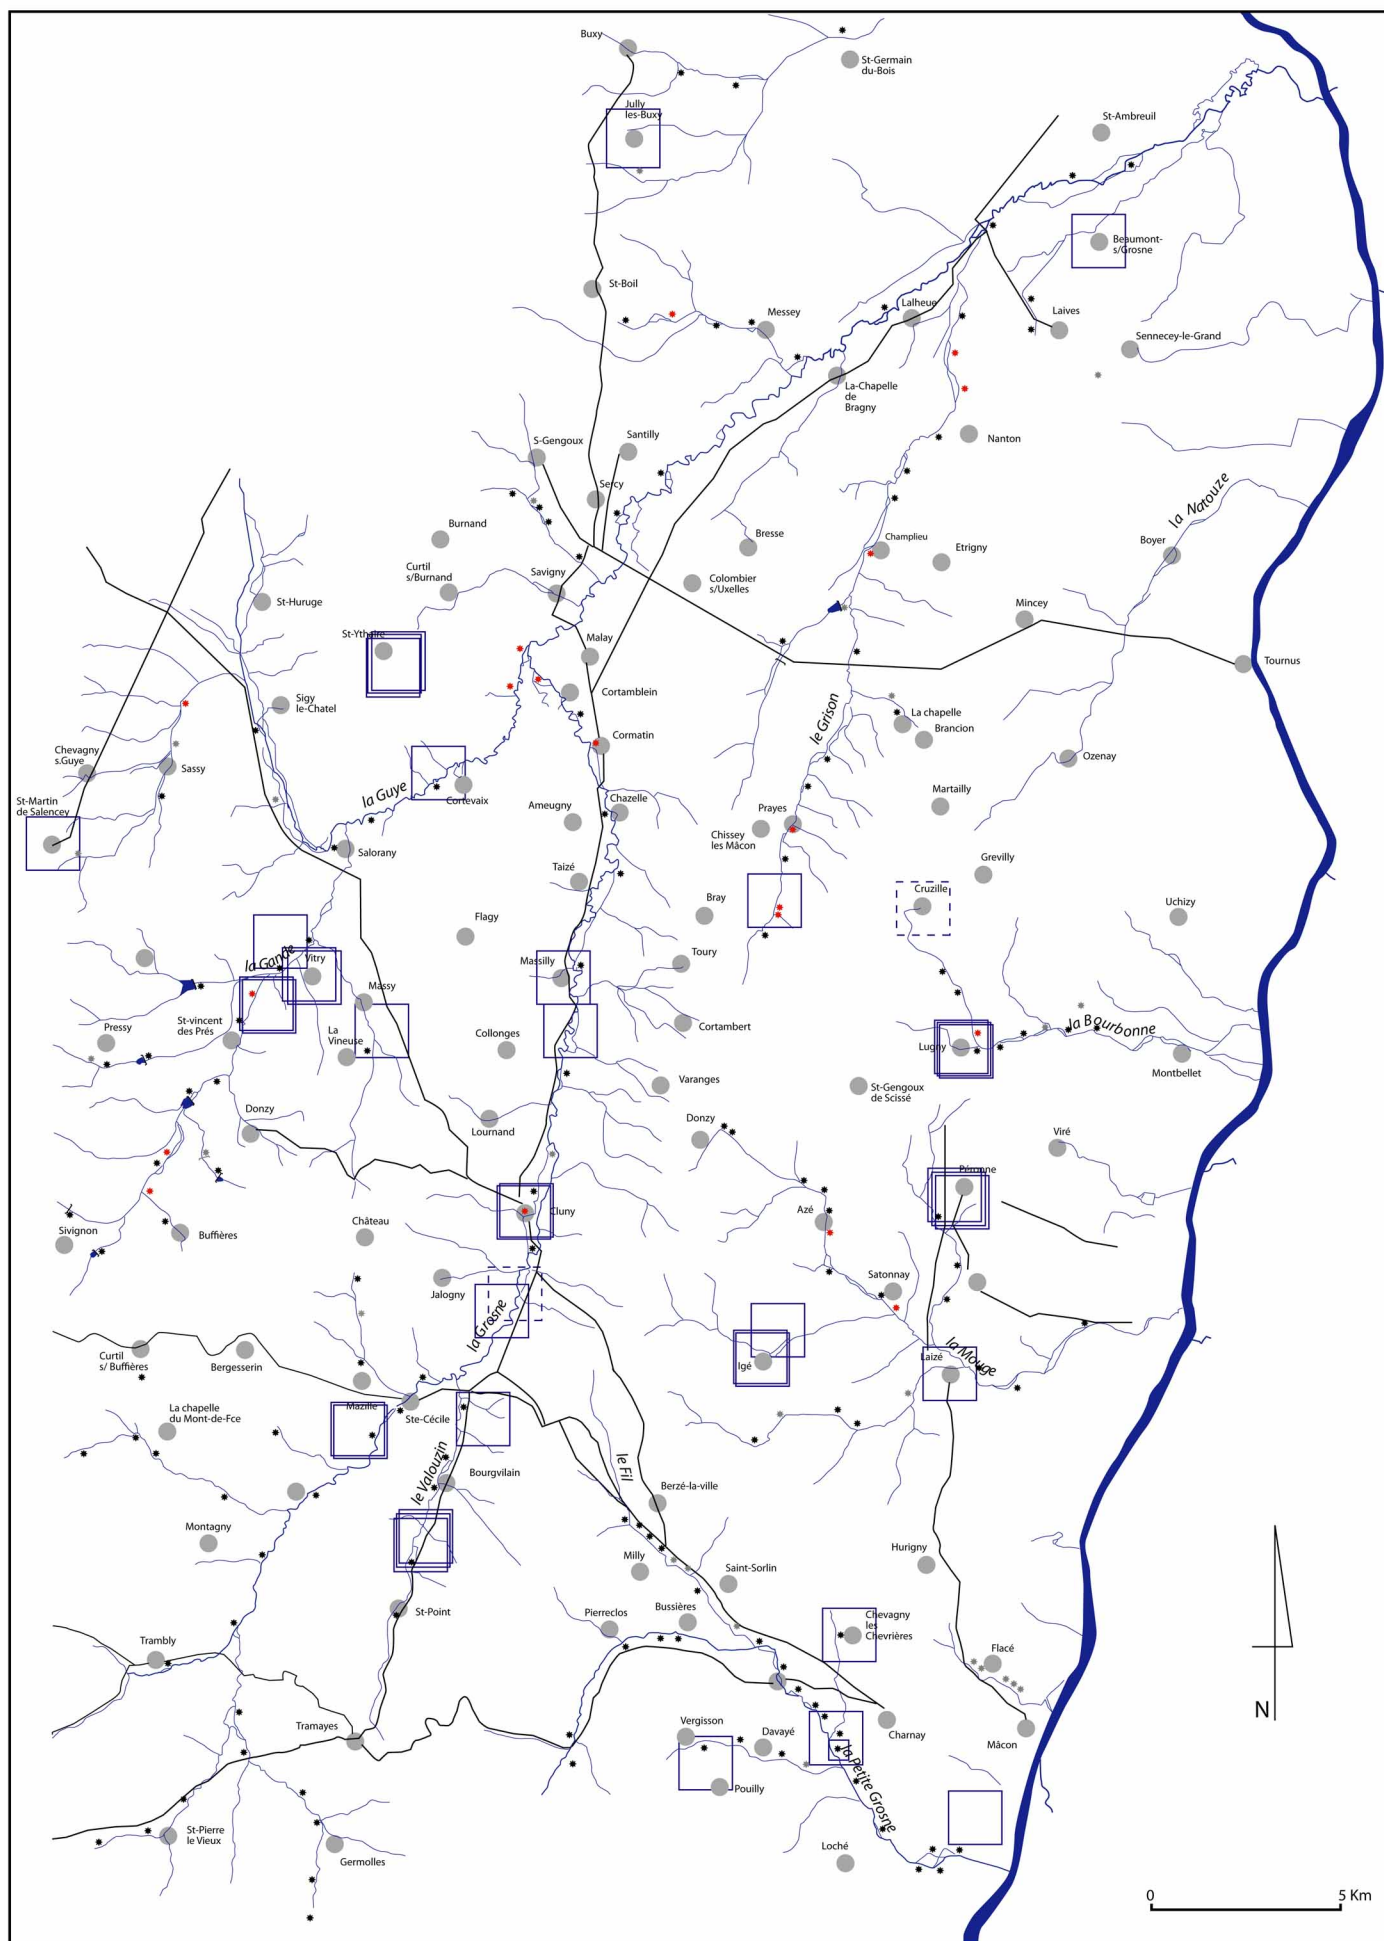 Buxy
St-Germain
du-Bois
Jully
les-Buxy
St-Ambreuil
Beaumont-
s/Grosne
St-Boil
Messey
Lalheue
Laives
Sennecey-le-Grand
La-Chapelle
de
Bragny
S-Gengoux
Santilly
Nanton
Sercy
la Natouze
Burnand
Bresse
Champlieu
Etrigny
Boyer
Curtil
s/Burnand
Savigny
Colombier
s/Uxelles
St-Huruge
Mincey
St-Ythaire
Malay
Tournus
Sigy
le-Chatel
Cortamblein
le Grison
La chapelle
Brancion
Cormatin
Chevagny
s.Guye
Sassy
Ozenay
la Guye
Cortevaix
St-Martin
de Salencey
Ameugny
Chazelle
Prayes
Martailly
Chissey
les Mâcon
Salorany
Taizé
Grevilly
Cruzille
Bray
Uchizy
Flagy
la Gande
Vitry
Massilly
Toury
Massy
St-vincent
des Prés
Pressy
La
Vineuse
Collonges
Cortambert
Lugny
la Bourbonne
Montbellet
Varanges
St-Gengoux
de Scissé
Donzy
Lournand
Donzy
Viré
Péronne
Cluny
Azé
Château
Sivignon
Buffières
Jalogny
Satonnay
la Grosne
Curtil
s/ Buffières
Bergesserin
Igé
Laizé
la Mouge
Mazille
Ste-Cécile
La chapelle
du Mont-de-Fce
le Valouzin
Bourgvilain
le Fil
Berzé-la-ville
Montagny
Milly
Saint-Sorlin
Hurigny
St-Point
Pierreclos
Bussières
Chevagny
les
Chevrières
Trambly
Flacé
Tramayes
Vergisson
Davayé
Charnay
Mâcon
Pouilly
la Petite Grosne
St-Pierre
le Vieux
Germolles
Loché
N
0
5 Km